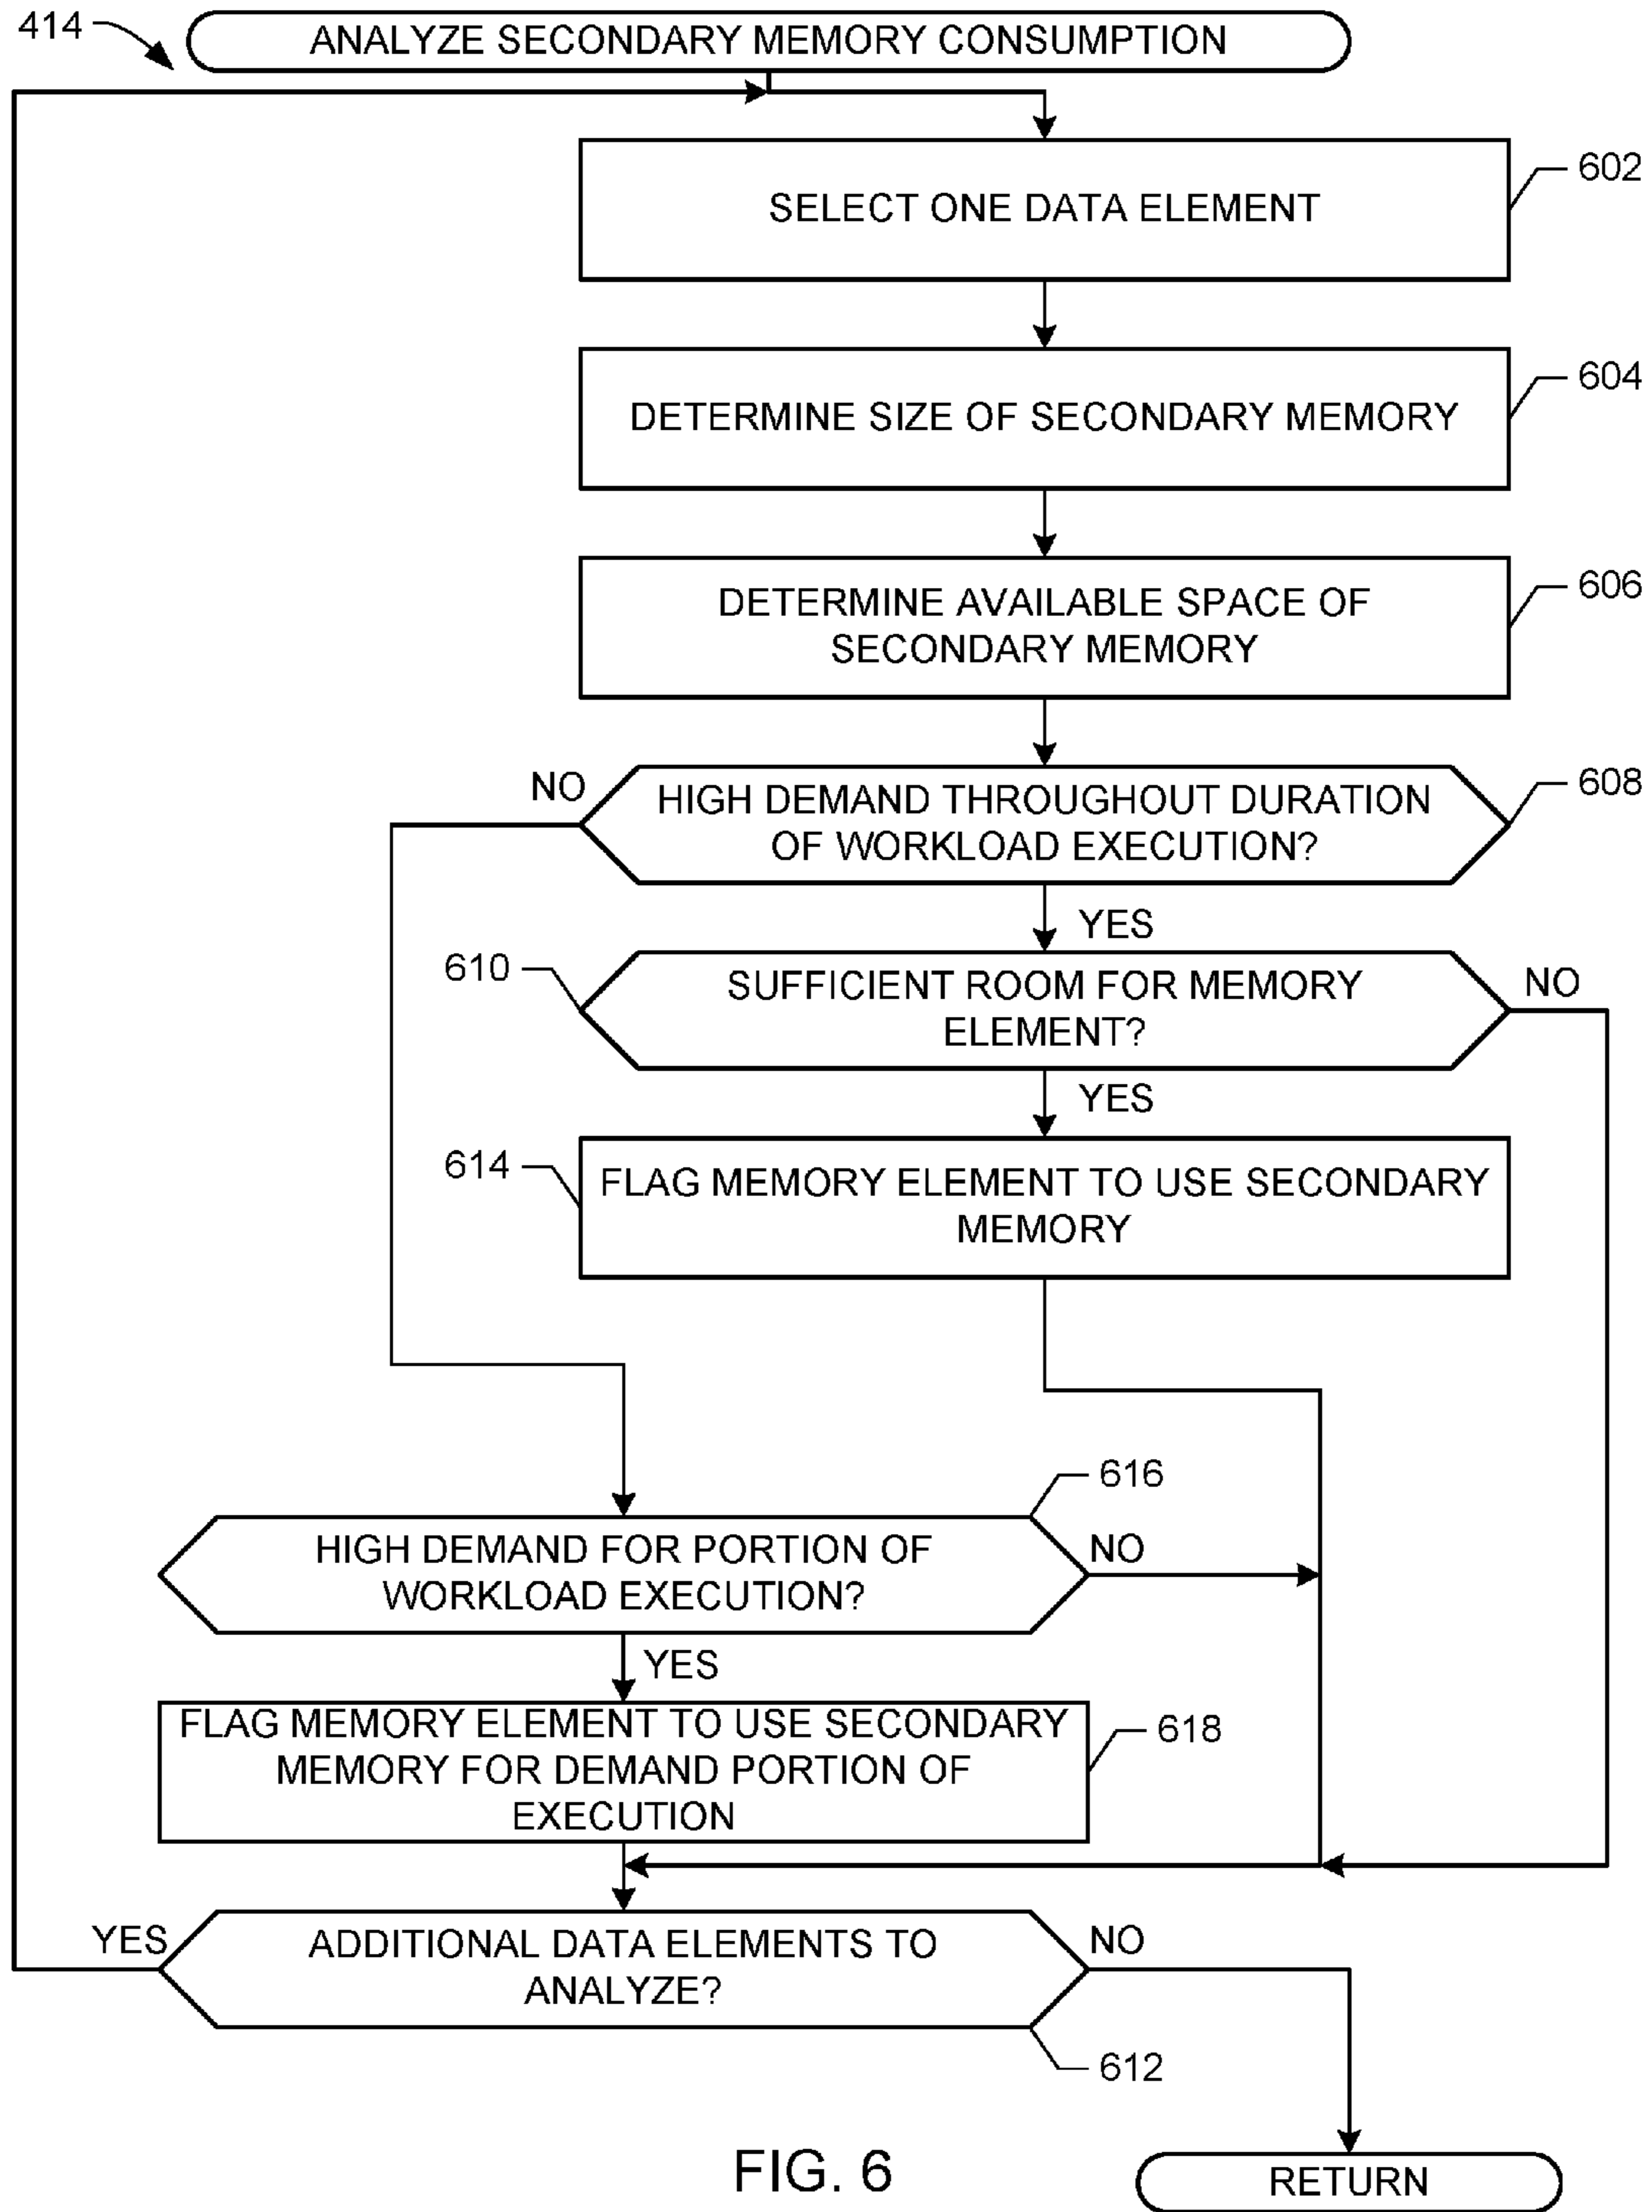 414
ANALYZE SECONDARY MEMORY CONSUMPTION
SELECT ONE DATA ELEMENT
602
DETERMINE SIZE OF SECONDARY MEMORY
604
DETERMINE AVAILABLE SPACE OF
SECONDARY MEMORY
606
NO
HIGH DEMAND THROUGHOUT DURATION
OF WORKLOAD EXECUTION?
608
YES
610
SUFFICIENT ROOM FOR MEMORY
ELEMENT?
NO
YES
614
FLAG MEMORY ELEMENT TO USE SECONDARY
MEMORY
616
HIGH DEMAND FOR PORTION OF
WORKLOAD EXECUTION?
NO
YES
FLAG MEMORY ELEMENT TO USE SECONDARY
MEMORY FOR DEMAND PORTION OF
EXECUTION
618
YES
ADDITIONAL DATA ELEMENTS TO
ANALYZE?
NO
612
FIG. 6
RETURN